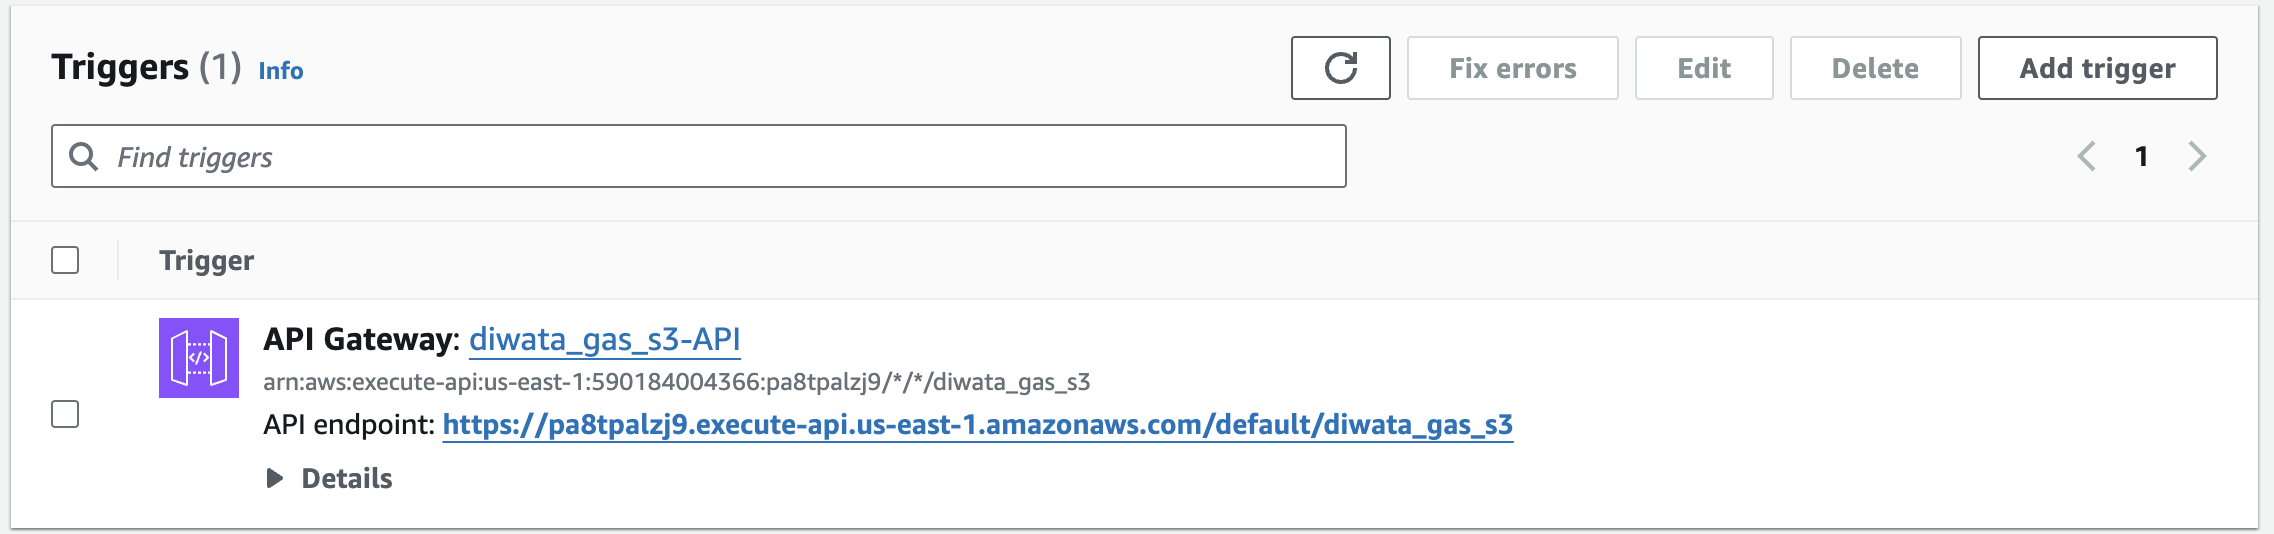 Triggers (1) Info
Fix errors
Edit
Delete
Add trigger
Find triggers
1
Trigger
API Gateway: diwata_gas_s3-API
arn:aws:execute-api:us-east-1:590184004366:pa8tpalzj9/*/*/diwata_gas_s3
API endpoint: https://pa8tpalzj9.execute-api.us-east-1.amazonaws.com/default/diwata_gas_s3
Details